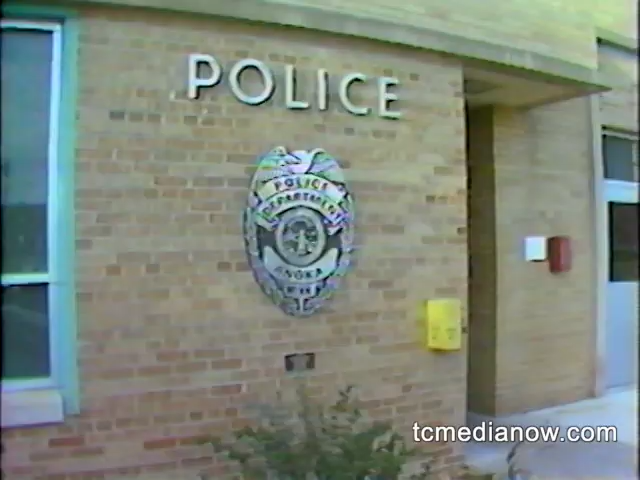 POLICE
POLICE
DEPARTMENT
ANOKA
tcmedianow.com